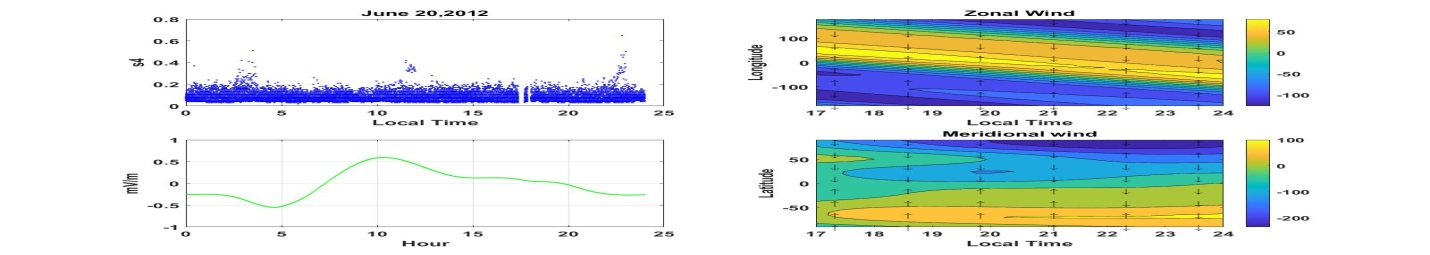 June 20,2012
0.8
0.6
0.4
0.2
0
s4
0 5 10 15 20 25
Local Time
1
0.5
0
-0.5
-1
mV/m
0 5 10 15 20 25
Hour
Zonal Wind
100
0
-100
Longitude
17 18 19 20 21 22 23 24
Local Time
50
0
-50
-100
Meridional wind
50
0
-50
Latitude
17 18 19 20 21 22 23 24
Local Time
100
0
-100
-200